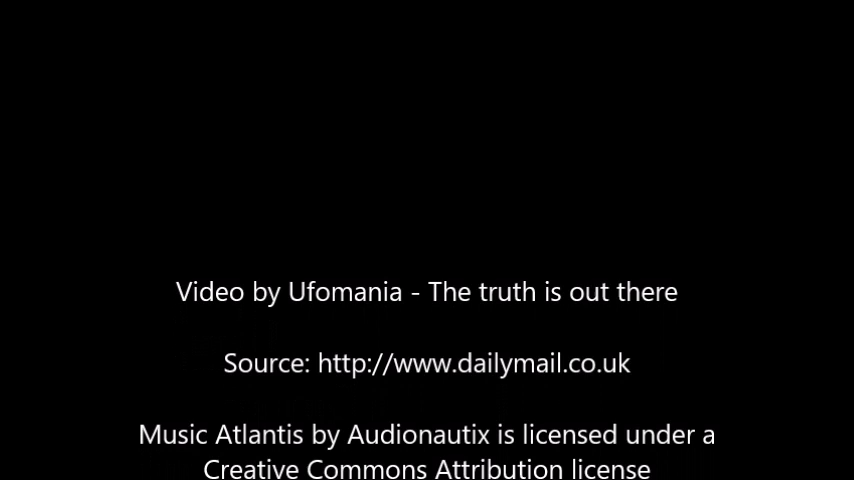 Video by Ufomania - The truth is out there
Source: http://www.dailymail.co.uk
Music Atlantis by Audionautix is licensed under a
Creative Commons Attribution license